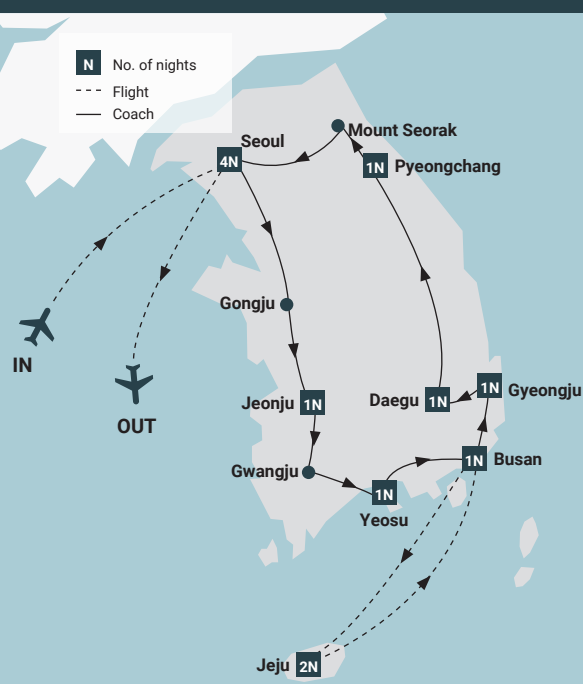 N No. of nights
Flight
Coach
Seoul
4N
Mount Seorak
1N Pyeongchang
Gongju
IN
OUT
Jeonju 1N
Daegu 1N
1N Gyeongju
Gwangju
1N Busan
1N
Yeosu
Jeju 2N